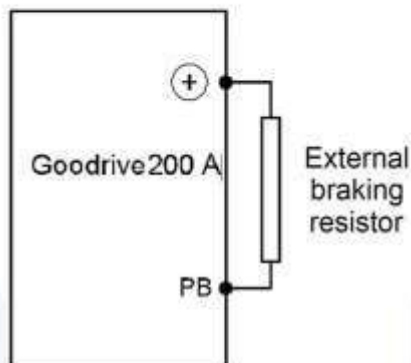 (+)
Goodrive200 A
External
braking
resistor
PB